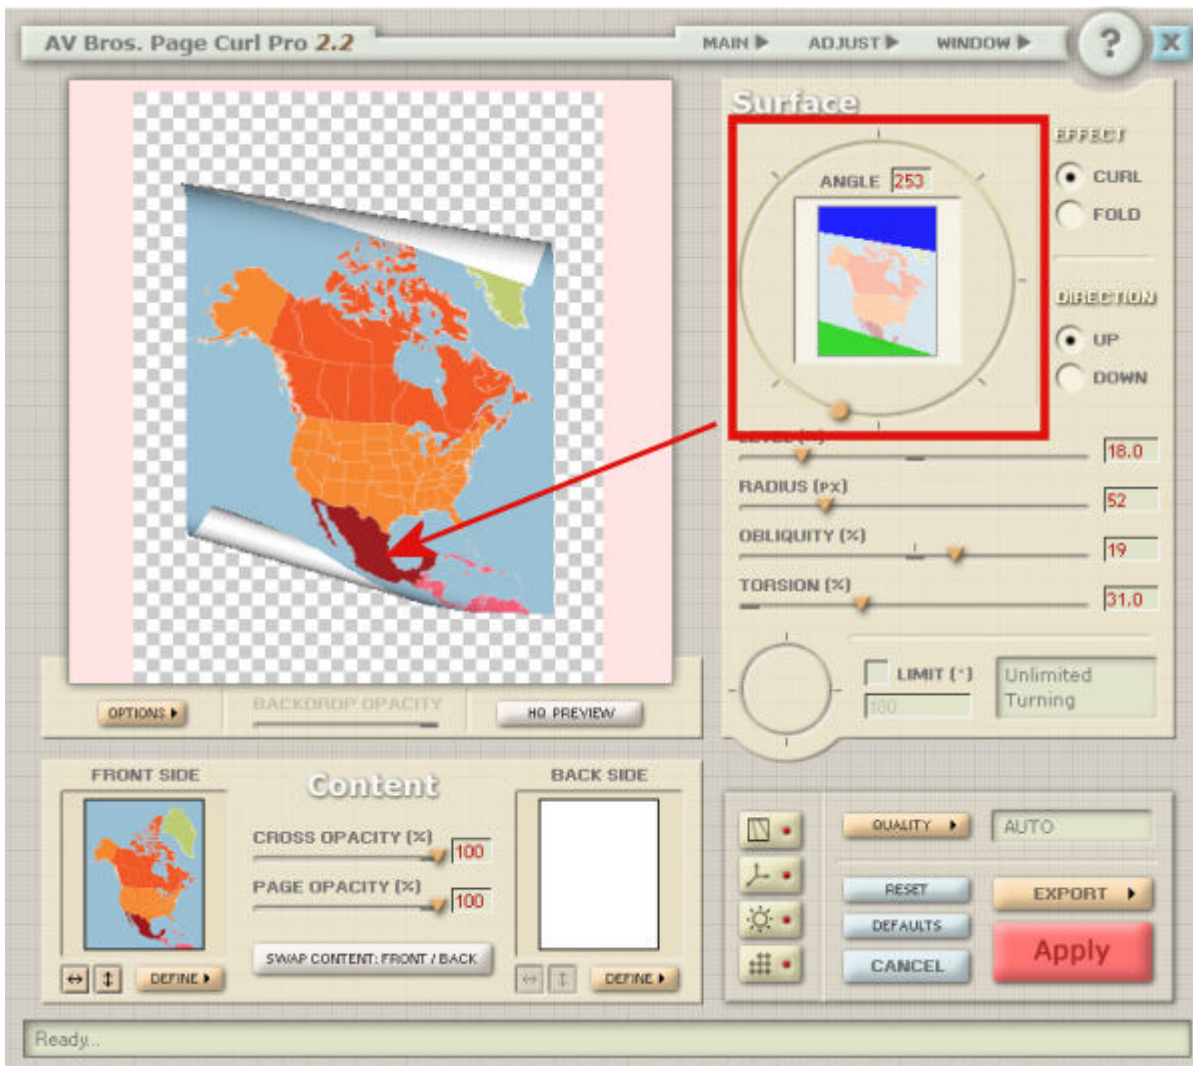 AV Bros. Page Curl Pro 2.2
MAIN
ADJUST
WINDOW
?
X
Surface
ANGLE 253
EFFECT
CURL
FOLD
DIRECTION
UP
DOWN
18.0
RADIUS (PX)
52
OBLIQUITY (%)
19
TORSION (%)
31.0
LIMIT (°)
180
Unlimited
Turning
OPTIONS
BACKDROP OPACITY
HQ PREVIEW
FRONT SIDE
Content
BACK SIDE
CROSS OPACITY (%)
100
PAGE OPACITY (%)
100
SWAP CONTENT: FRONT / BACK
DEFINE
DEFINE
QUALITY
AUTO
RESET
DEFAULTS
CANCEL
EXPORT
Apply
Ready...